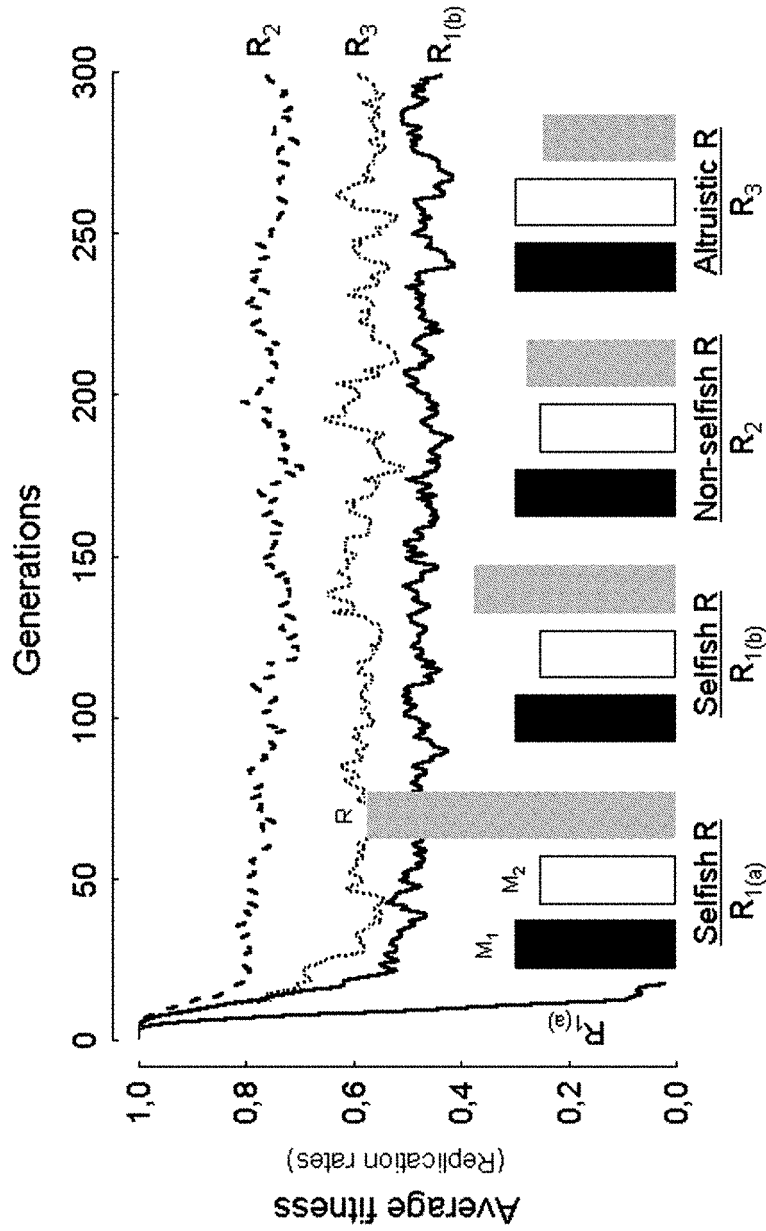 Generations
0 50 100 150 200 250 300
Average fitness
(Replication rates)
1,0
0,8
0,6
0,4
0,2
0,0
R2
R3
R1(b)
R1(a)
M1 M2 R
Selfish R Selfish R Non-selfish R Altruistic R
R1(a) R1(b) R2 R3